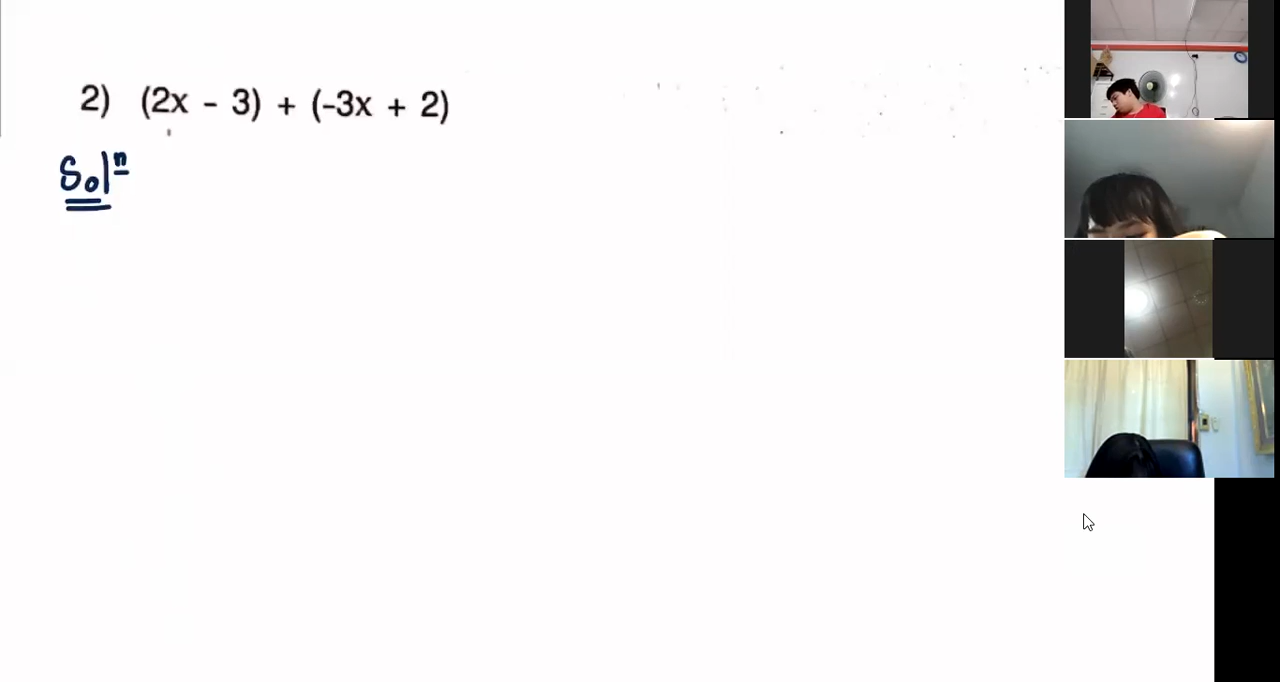 2) (2x - 3) + (-3x + 2)
Solⁿ